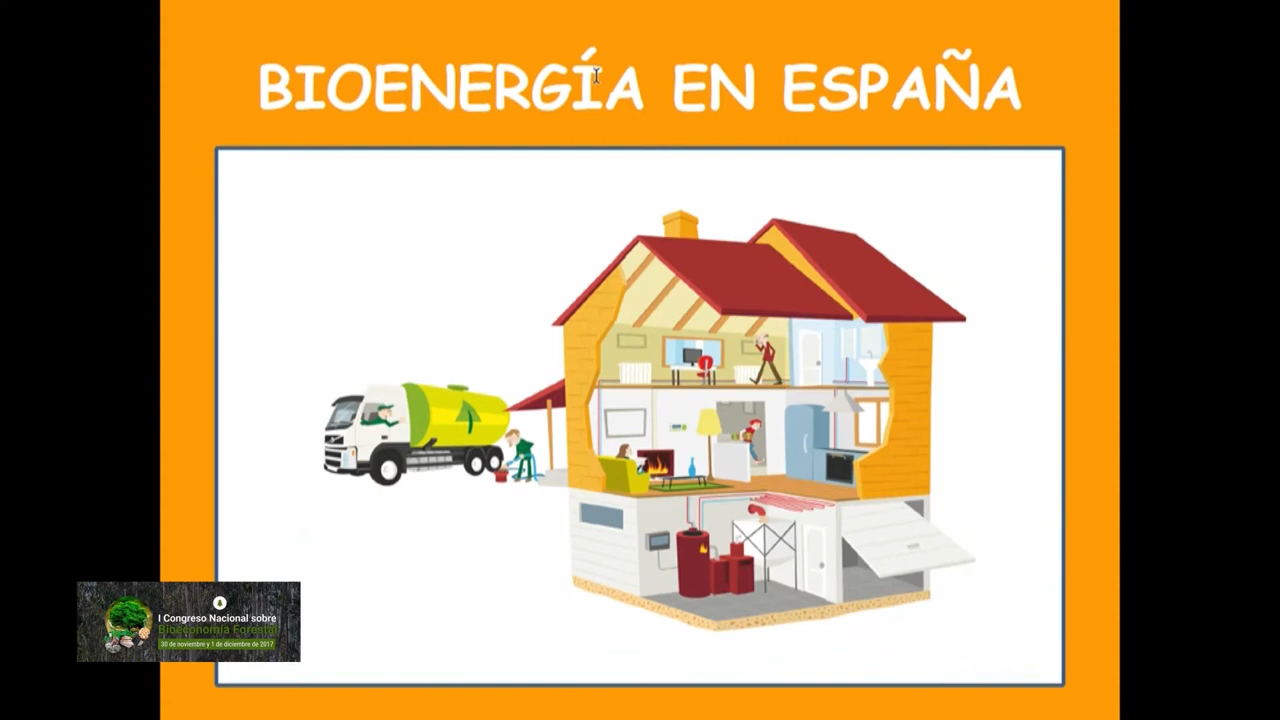 BIOENERGÍA EN ESPAÑA
I Congreso Nacional sobre
Bioeconomía Forestal
30 de noviembre y 1 de diciembre de 2017